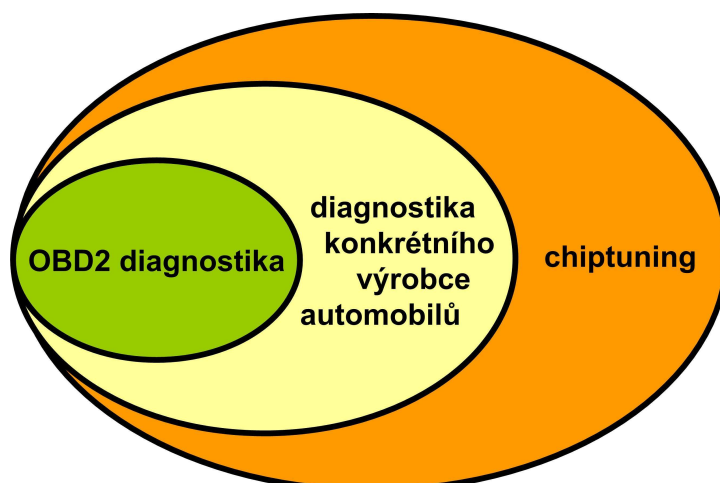 OBD2 diagnostika
diagnostika
konkrétního
výrobce
automobilů
chiptuning